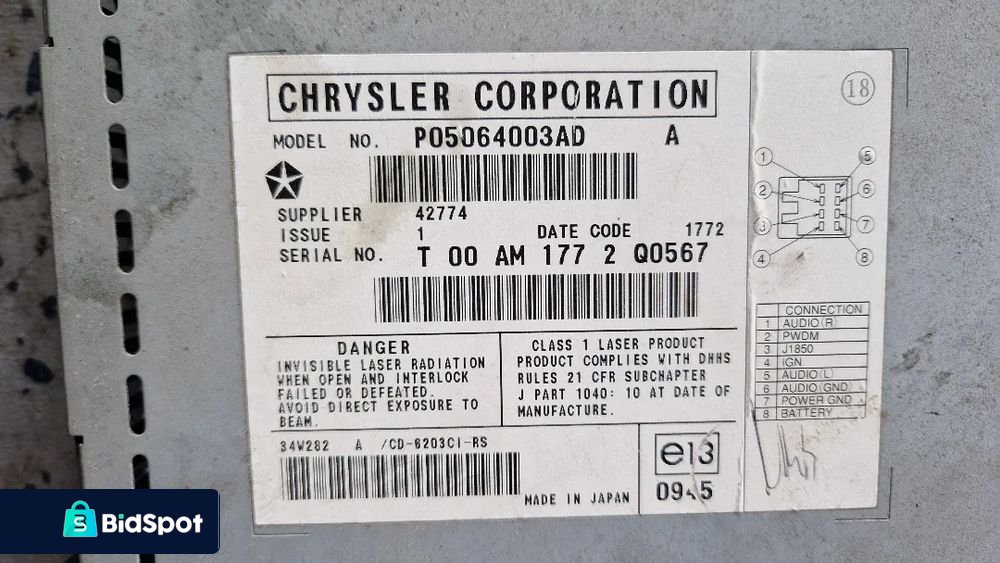 CHRYSLER CORPORATION
MODEL NO. P05064003AD A
SUPPLIER 42774
ISSUE 1 DATE CODE 1772
SERIAL NO. T 00 AM 177 2 Q0567
DANGER
INVISIBLE LASER RADIATION
WHEN OPEN AND INTERLOCK
FAILED OR DEFEATED.
AVOID DIRECT EXPOSURE TO
BEAM.
CLASS 1 LASER PRODUCT
PRODUCT COMPLIES WITH DHHS
RULES 21 CFR SUBCHAPTER
J PART 1040: 10 AT DATE OF
MANUFACTURE.
34W282 A /CD-6203CI-RS
MADE IN JAPAN
e13
18
1 5
2 6
3 7
4 8
CONNECTION
1 AUDIO(R)
2 PWDM
3 J1850
4 IGN
5 AUDIO(L)
6 AUDIO(GND)
7 POWER GND
8 BATTERY
BidSpot